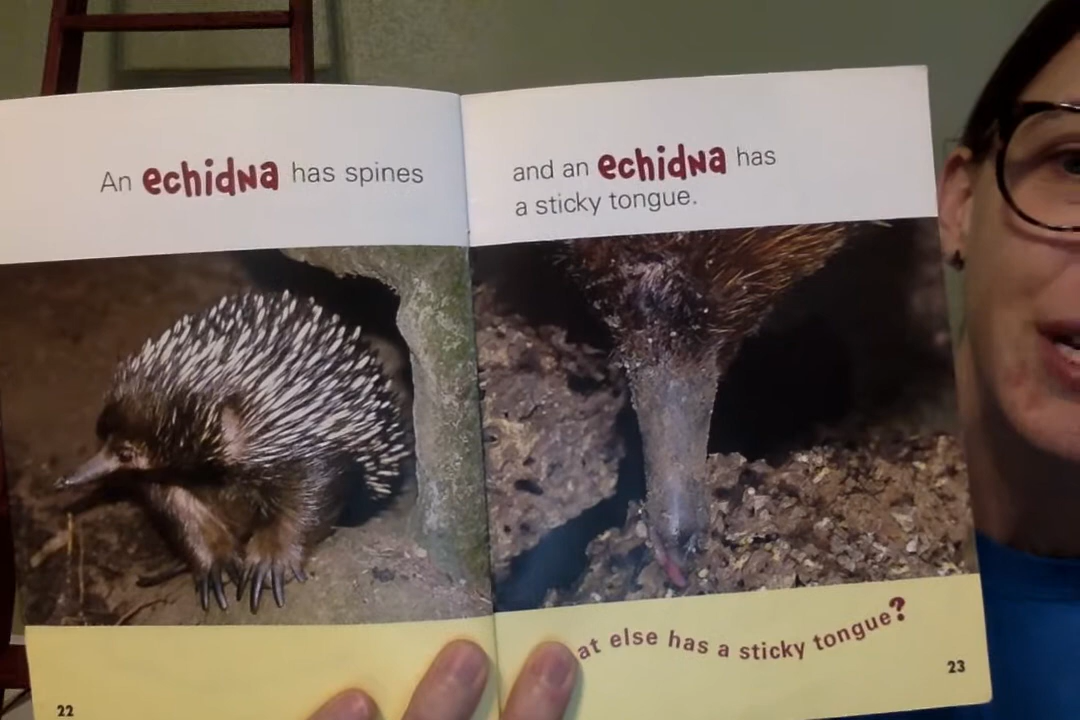 An echidna has spines
22
and an echidna has
a sticky tongue.
else has a sticky tongue?
23